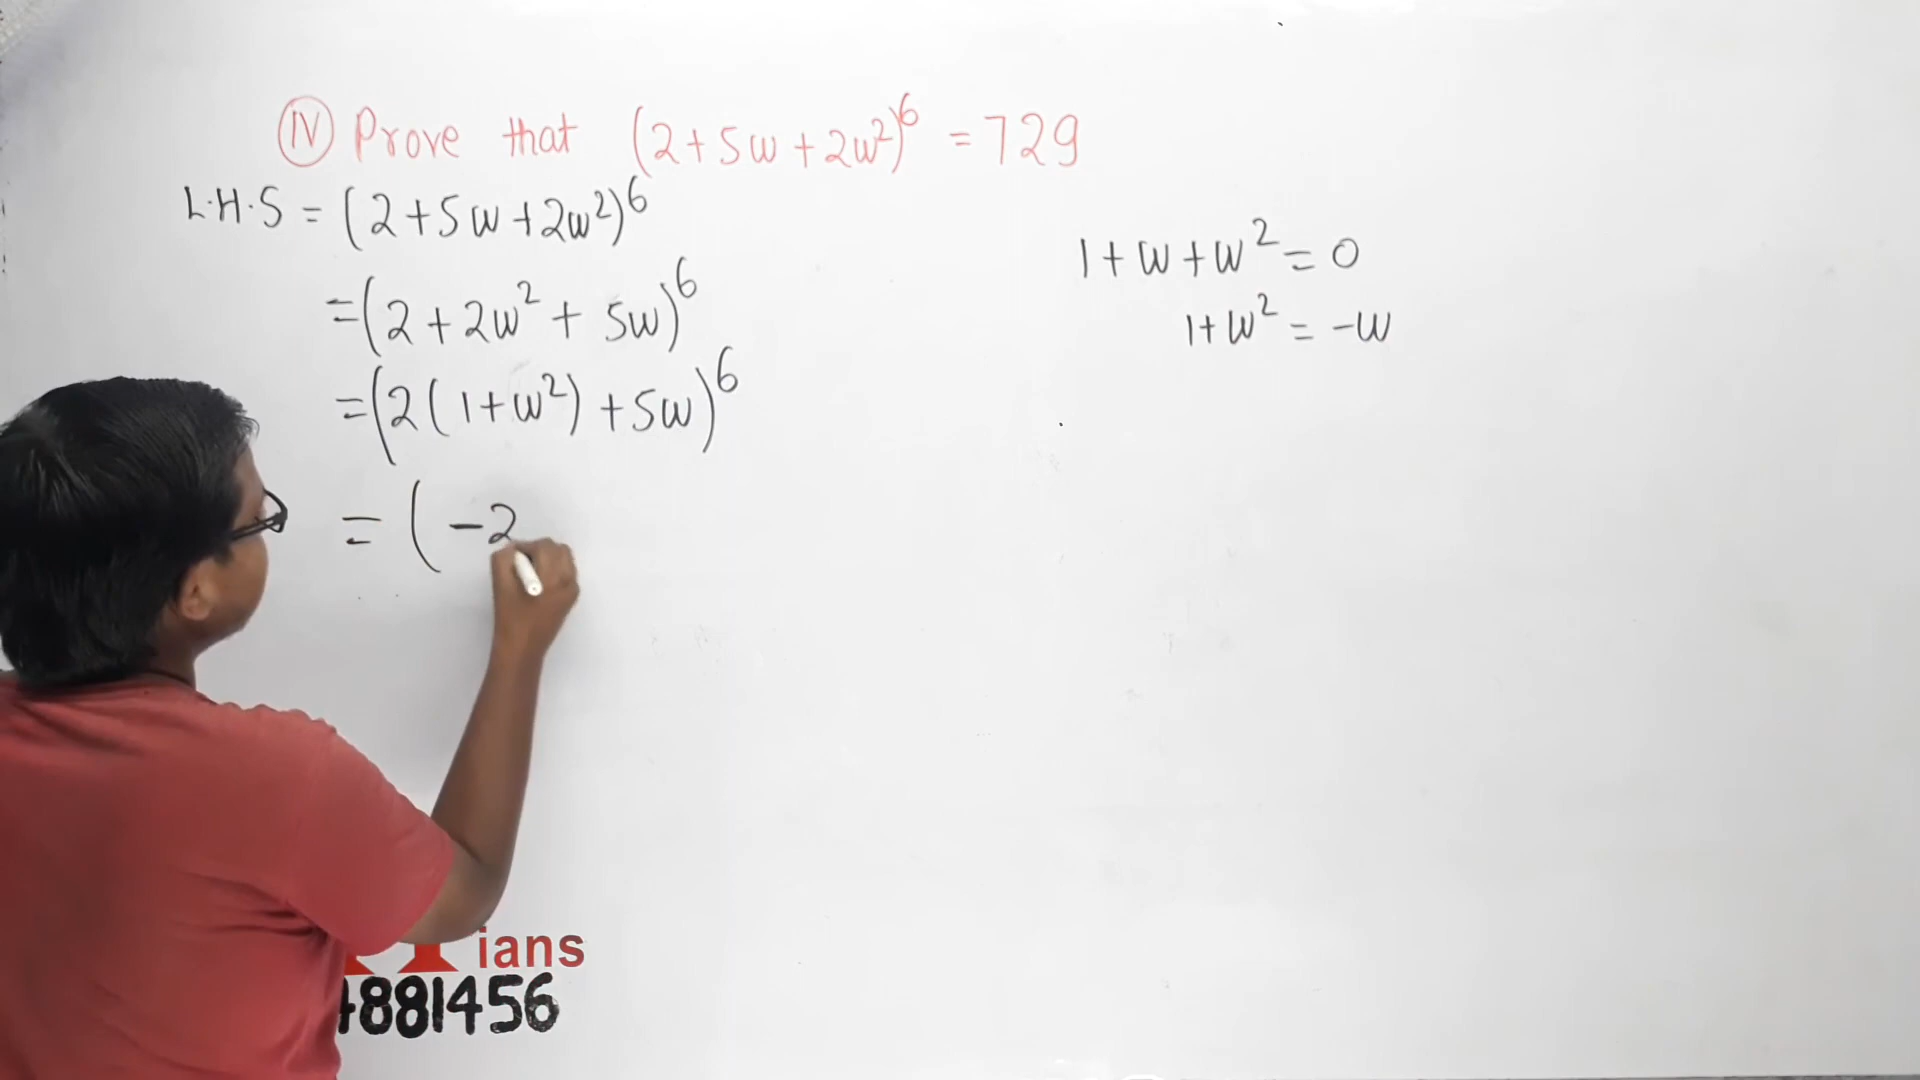 (IV) Prove that (2+5w+2w²)⁶ = 729
L.H.S = (2+5w+2w²)⁶
=(2+2w²+5w)⁶
=(2(1+w²)+5w)⁶
= (-2
1+w+w²=0
1+w²=-w
ians
881456